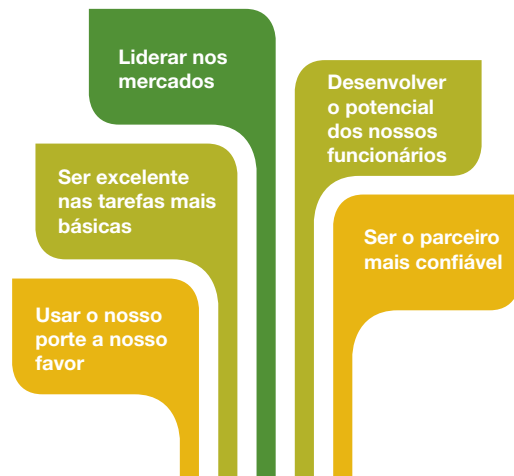 Liderar nos
mercados
Desenvolver
o potencial
dos nossos
funcionários
Ser excelente
nas tarefas mais
básicas
Ser o parceiro
mais confiável
Usar o nosso
porte a nosso
favor